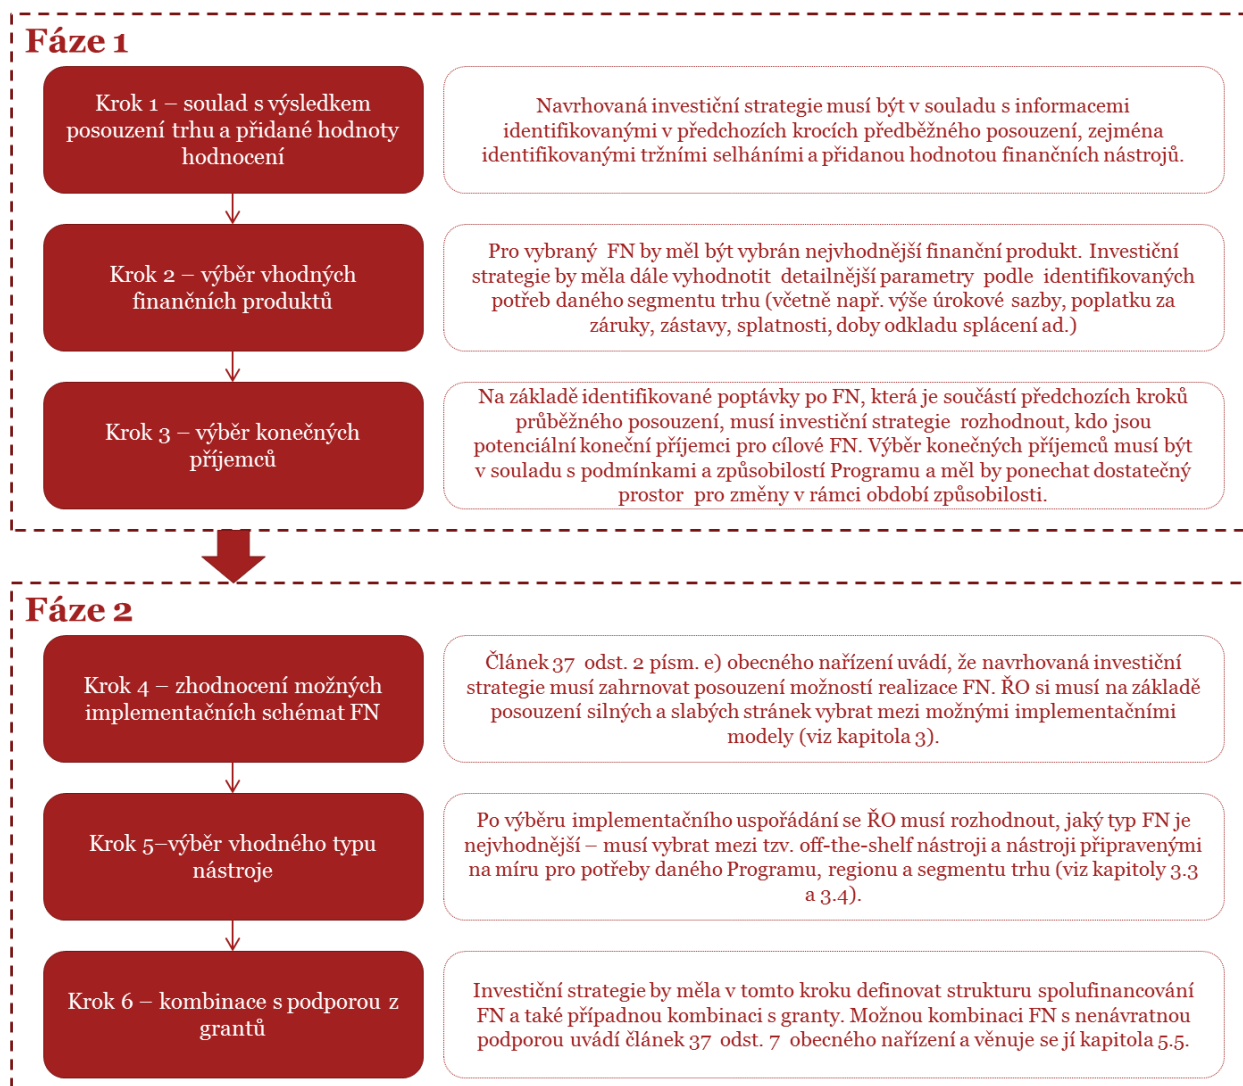 Fáze 1
Krok 1 – soulad s výsledkem
posouzení trhu a přidané hodnoty
hodnocení
Navrhovaná investiční strategie musí být v souladu s informacemi
identifikovanými v předchozích krocích předběžného posouzení, zejména
identifikovanými tržními selháními a přidanou hodnotou finančních nástrojů.
Krok 2 – výběr vhodných
finančních produktů
Pro vybraný FN by měl být vybrán nejvhodnější finanční produkt. Investiční
strategie by měla dále vyhodnotit detailnější parametry podle identifikovaných
potřeb daného segmentu trhu (včetně např. výše úrokové sazby, poplatku za
záruky, zástavy, splatnosti, doby odkladu splácení ad.)
Krok 3 – výběr konečných
příjemců
Na základě identifikované poptávky po FN, která je součástí předchozích kroků
průběžného posouzení, musí investiční strategie rozhodnout, kdo jsou
potenciální koneční příjemci pro cílové FN. Výběr konečných příjemců musí být
v souladu s podmínkami a způsobilostí Programu a měl by ponechat dostatečný
prostor pro změny v rámci období způsobilosti.
Fáze 2
Krok 4 – zhodnocení možných
implementačních schémat FN
Článek 37 odst. 2 písm. e) obecného nařízení uvádí, že navrhovaná investiční
strategie musí zahrnovat posouzení možností realizace FN. ŘO si musí na základě
posouzení silných a slabých stránek vybrat mezi možnými implementačními
modely (viz kapitola 3).
Krok 5–výběr vhodného typu
nástroje
Po výběru implementačního uspořádání se ŘO musí rozhodnout, jaký typ FN je
nejvhodnější – musí vybrat mezi tzv. off-the-shelf nástroji a nástroji připravenými
na míru pro potřeby daného Programu, regionu a segmentu trhu (viz kapitoly 3.3
a 3.4).
Krok 6 – kombinace s podporou z
grantů
Investiční strategie by měla v tomto kroku definovat strukturu spolufinancování
FN a také případnou kombinaci s granty. Možnou kombinaci FN s nenávratnou
podporou uvádí článek 37 odst. 7 obecného nařízení a věnuje se jí kapitola 5.5.